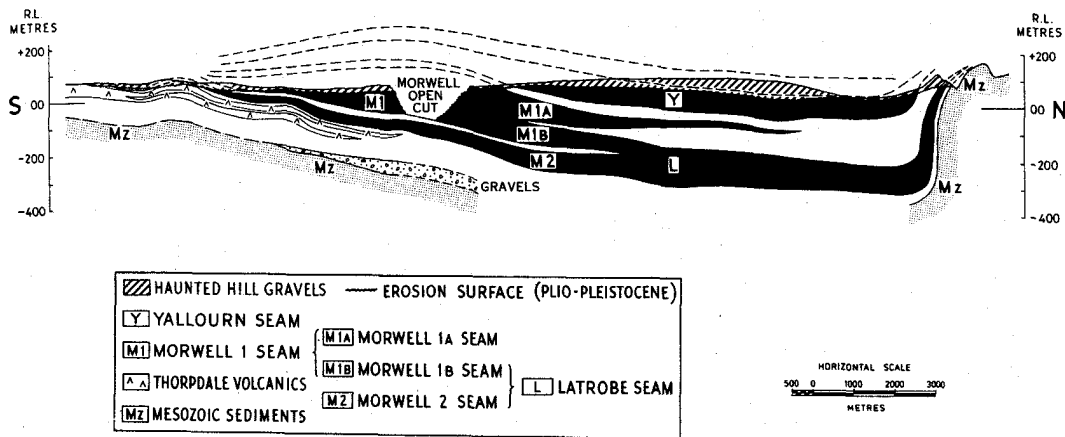 R.L.
METRES
+200
00
-200
-400
S
R.L.
METRES
+200
+100
00
N
-200
-400
MORWELL
OPEN
CUT
M1
M1A
M1B
M2
Y
L
GRAVELS
Mz
Mz
Mz
Mz
HAUNTED HILL GRAVELS
EROSION SURFACE (PLIO-PLEISTOCENE)
Y YALLOURN SEAM
M1 MORWELL 1 SEAM
M1A MORWELL 1A SEAM
M1B MORWELL 1B SEAM
THORPDALE VOLCANICS
M2 MORWELL 2 SEAM
L LATROBE SEAM
Mz MESOZOIC SEDIMENTS
HORIZONTAL SCALE
500 0 1000 2000 3000
METRES